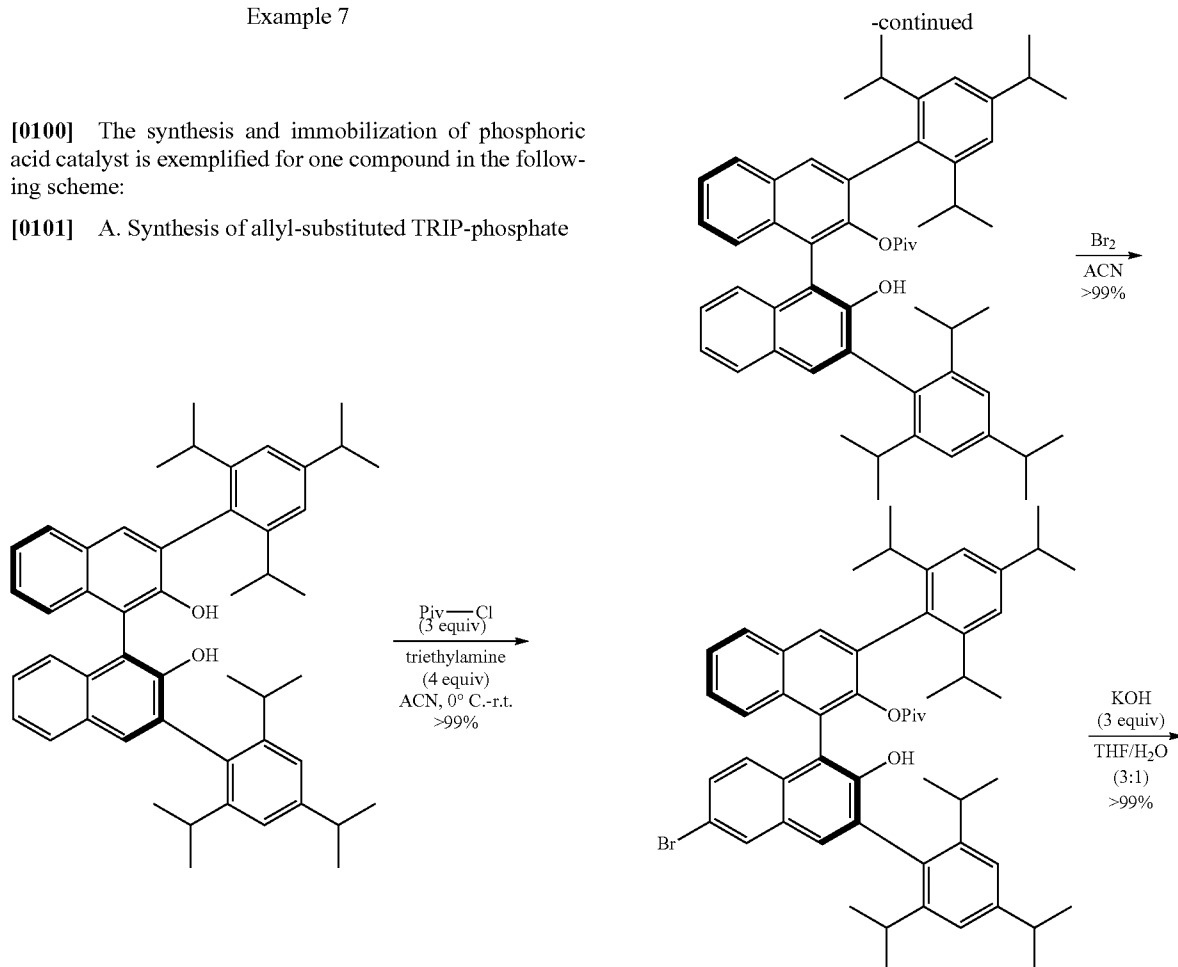 Example 7
[0100] The synthesis and immobilization of phosphoric
acid catalyst is exemplified for one compound in the follow-
ing scheme:
[0101] A. Synthesis of allyl-substituted TRIP-phosphate
OH
OH
Piv—Cl
(3 equiv)
triethylamine
(4 equiv)
ACN, 0° C.-r.t.
>99%
-continued
OPiv
OH
Br2
ACN
>99%
OPiv
OH
Br
KOH
(3 equiv)
THF/H2O
(3:1)
>99%